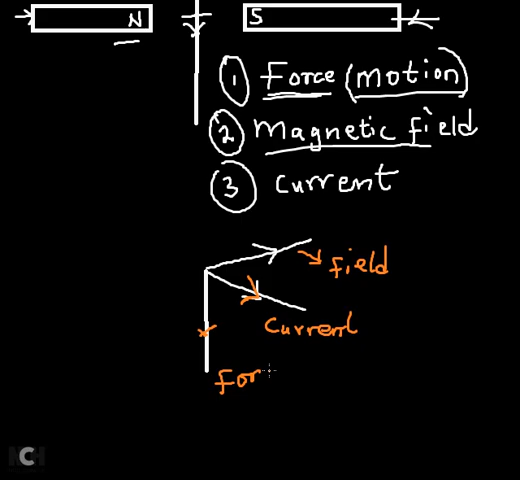 N S
① Force (motion)
② Magnetic field
③ Current
field
Current
For
C